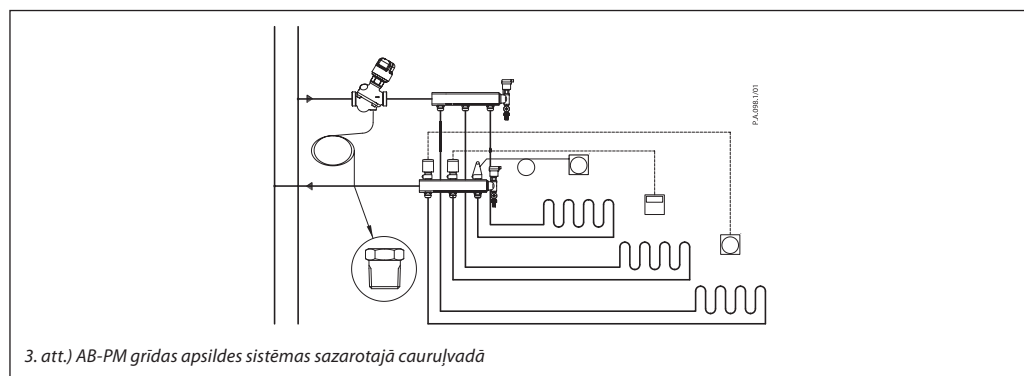 P.A.098.1/01
3. att.) AB-PM grīdas apsildes sistēmas sazarotajā cauruļvadā